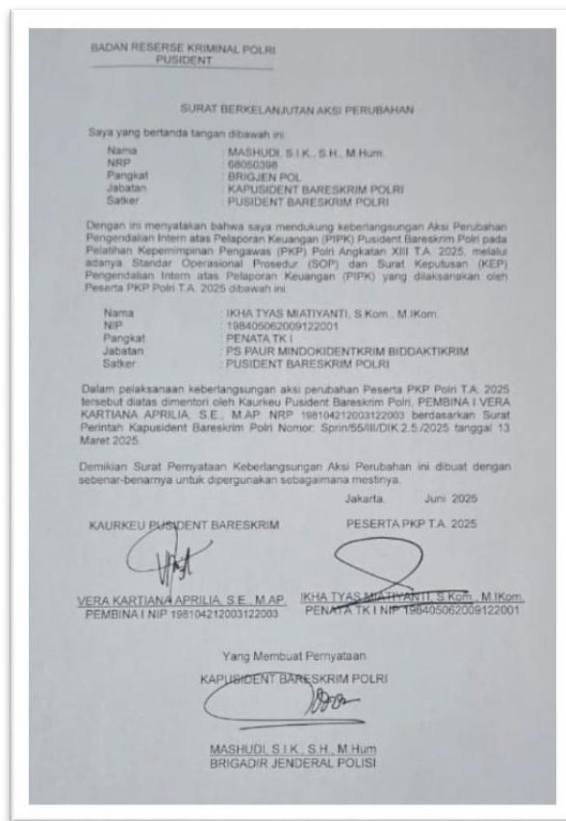 BADAN RESERSE KRIMINAL POLRI
PUSIDENT
SURAT BERKELANJUTAN AKSI PERUBAHAN
Saya yang bertanda tangan dibawah ini
Nama : MASHUDI, S.I.K., S.H., M.Hum.
NRP : 68050398
Pangkat : BRIGJEN POL
Jabatan : KAPUSIDENT BARESKRIM POLRI
Satker : PUSIDENT BARESKRIM POLRI
Dengan ini menyatakan bahwa saya mendukung keberlangsungan Aksi Perubahan
Pengendalian Intern atas Pelaporan Keuangan (PIPK) Pusident Bareskrim Polri pada
Pelatihan Kepemimpinan Pengawas (PKP) Polri Angkatan XIII T.A. 2025, melalui
adanya Standar Operasional Prosedur (SOP) dan Surat Keputusan (KEP)
Pengendalian Intern atas Pelaporan Keuangan (PIPK) yang dilaksanakan oleh
Peserta PKP Polri T.A. 2025 dibawah ini
Nama : IKHA TYAS MIATIYANTI, S.Kom., M.IKom.
NIP : 198405062009122001
Pangkat : PENATA TK I
Jabatan : PS PAUR MINDOKIDENTKRIM BIDDAKTIKRIM
Satker : PUSIDENT BARESKRIM POLRI
Dalam pelaksanaan keberlangsungan aksi perubahan Peserta PKP Polri T.A. 2025
tersebut diatas dimentori oleh Kaurkeu Pusident Bareskrim Polri, PEMBINA I VERA
KARTIANA APRILIA, S.E., M.AP. NRP 198104212003122003 berdasarkan Surat
Perintah Kapusident Bareskrim Polri Nomor: Sprin/55/III/DIK.2.5./2025 tanggal 13
Maret 2025.
Demikian Surat Pernyataan Keberlangsungan Aksi Perubahan ini dibuat dengan
sebenar-benarnya untuk dipergunakan sebagaimana mestinya.
Jakarta, Juni 2025
KAURKEU PUSIDENT BARESKRIM PESERTA PKP T.A. 2025
VERA KARTIANA APRILIA, S.E., M.AP. IKHA TYAS MIATIYANTI, S.Kom., M.IKom.
PEMBINA I NIP 198104212003122003 PENATA TK I NIP 198405062009122001
Yang Membuat Pernyataan
KAPUSIDENT BARESKRIM POLRI
MASHUDI, S.I.K., S.H., M.Hum
BRIGADIR JENDERAL POLISI